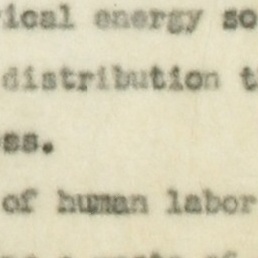 ical energy so
distribution t
ss.
of human labor